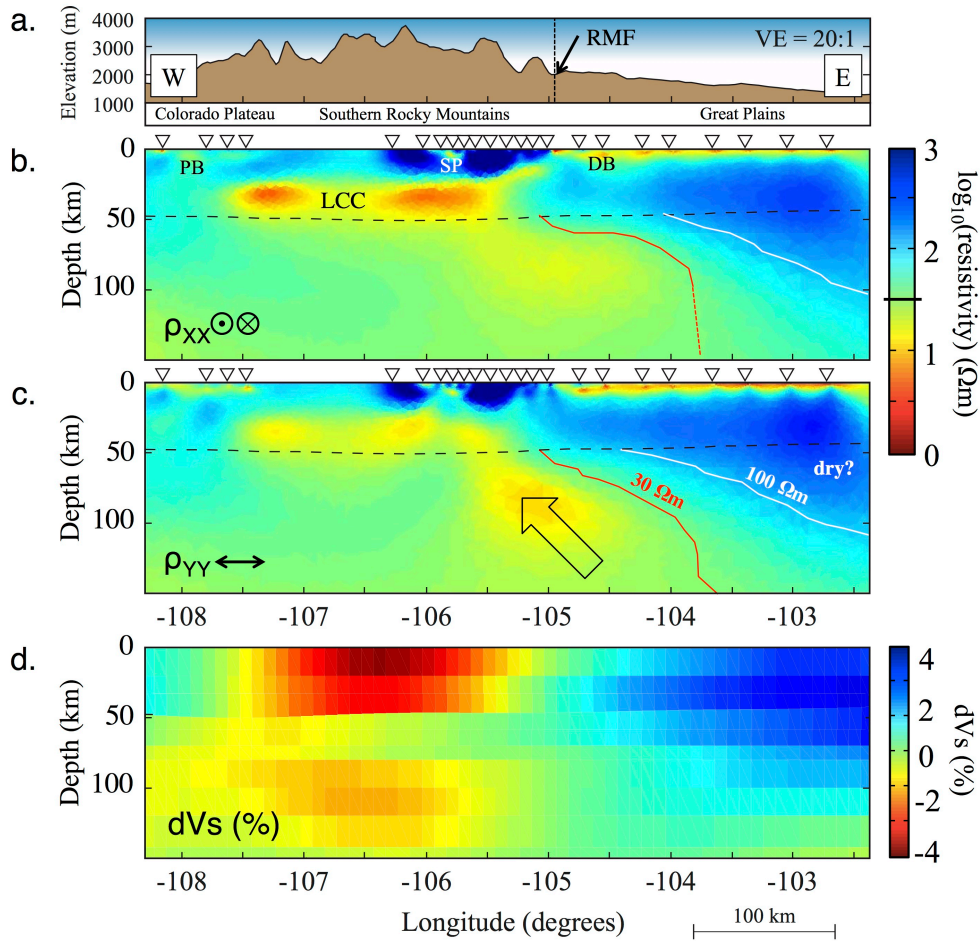 a.
Elevation (m)
4000
3000
2000
1000
RMF
VE = 20:1
W
E
Colorado Plateau
Southern Rocky Mountains
Great Plains
b.
Depth (km)
0
50
100
PB
SP
DB
LCC
ρXX
log10(resistivity) (Ωm)
3
2
1
0
c.
Depth (km)
0
50
100
dry?
100 Ωm
30 Ωm
ρYY
-108
-107
-106
-105
-104
-103
d.
Depth (km)
0
50
100
dVs (%)
dVs (%)
4
2
0
-2
-4
-108
-107
-106
-105
-104
-103
Longitude (degrees)
100 km